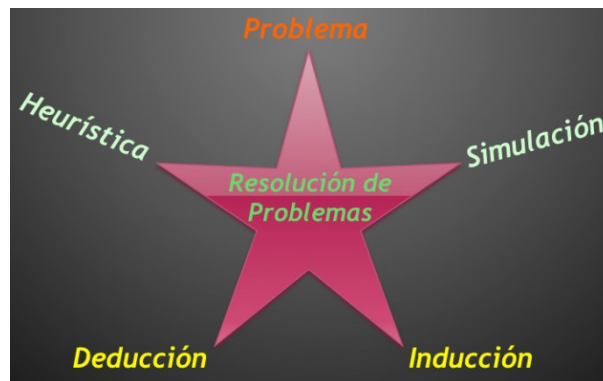 Problema
Heurística
Simulación
Resolución de
Problemas
Deducción
Inducción